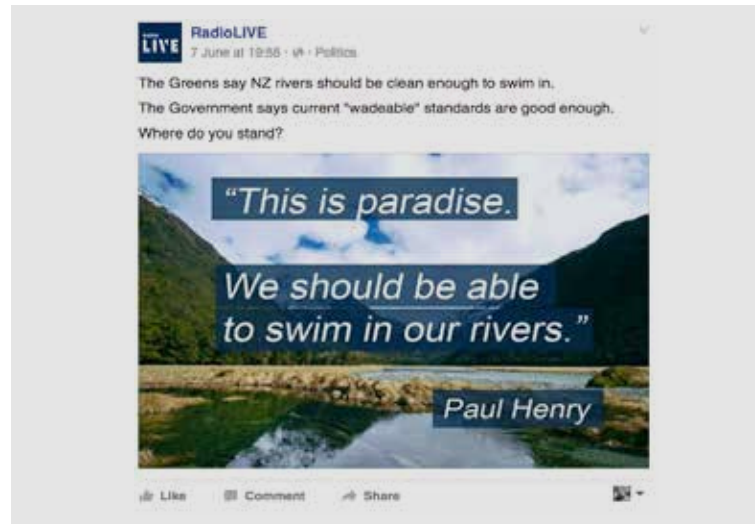 LIVE
RadioLIVE
7 June at 19:56 · Politics
The Greens say NZ rivers should be clean enough to swim in.
The Government says current "wadeable" standards are good enough.
Where do you stand?
“This is paradise.
We should be able
to swim in our rivers.”
Paul Henry
Like Comment Share